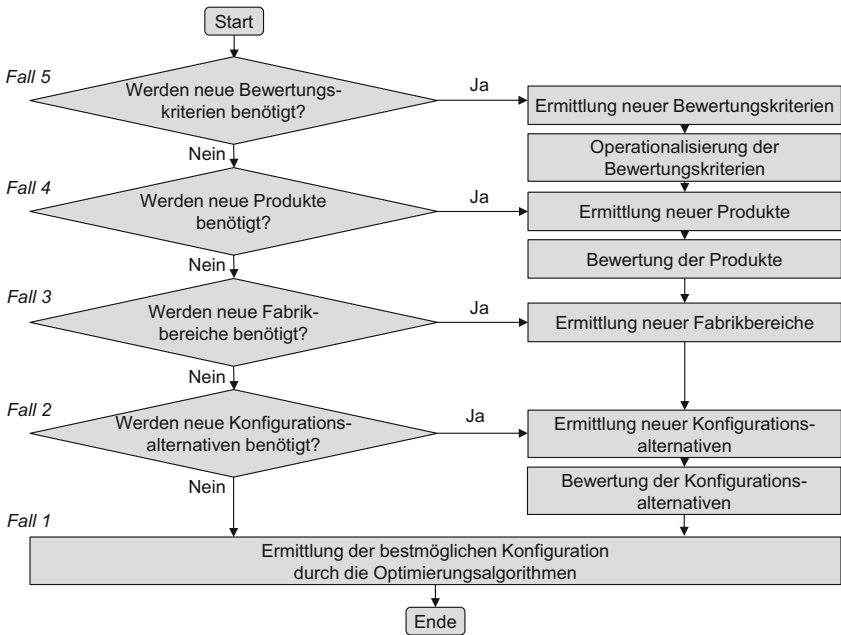 Start
Fall 5
Werden neue Bewertungs-
kriterien benötigt?
Ja
Ermittlung neuer Bewertungskriterien
Nein
Operationalisierung der
Bewertungskriterien
Fall 4
Werden neue Produkte
benötigt?
Ja
Ermittlung neuer Produkte
Nein
Bewertung der Produkte
Fall 3
Werden neue Fabrik-
bereiche benötigt?
Ja
Ermittlung neuer Fabrikbereiche
Nein
Fall 2
Werden neue Konfigurations-
alternativen benötigt?
Ja
Ermittlung neuer Konfigurations-
alternativen
Nein
Bewertung der Konfigurations-
alternativen
Fall 1
Ermittlung der bestmöglichen Konfiguration
durch die Optimierungsalgorithmen
Ende